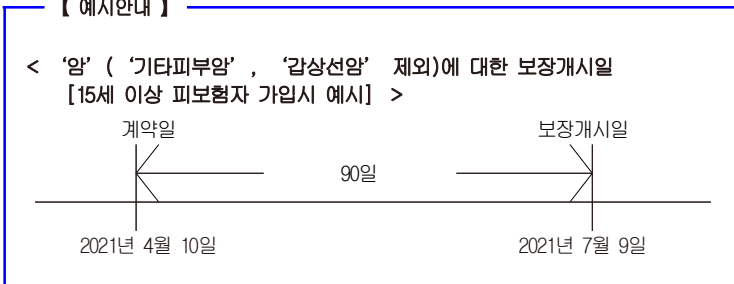 【 예시안내 】
< ‘암’ ( ‘기타피부암’ , ‘갑상선암’ 제외)에 대한 보장개시일
[15세 이상 피보험자 가입시 예시] >
계약일 보장개시일
90일
2021년 4월 10일 2021년 7월 9일